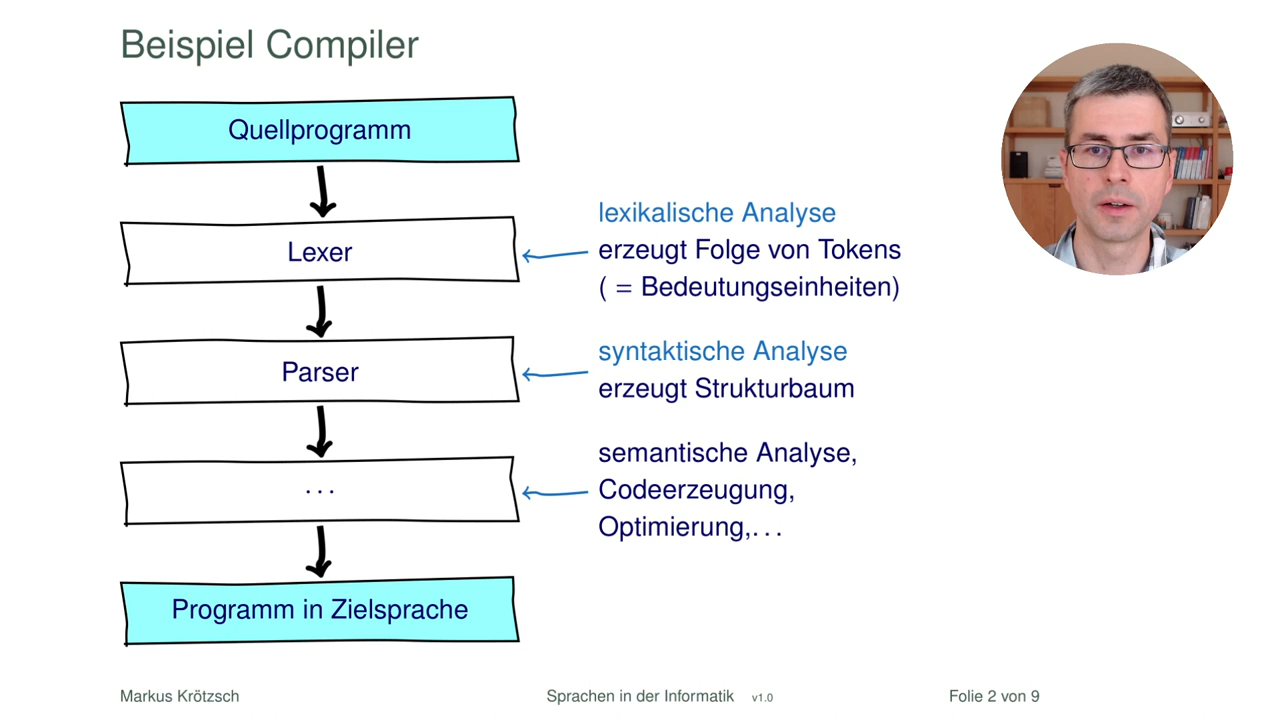 Beispiel Compiler
Quellprogramm
Lexer
lexikalische Analyse
erzeugt Folge von Tokens
( = Bedeutungseinheiten)
Parser
syntaktische Analyse
erzeugt Strukturbaum
...
semantische Analyse,
Codeerzeugung,
Optimierung,...
Programm in Zielsprache
Markus Krötzsch
Sprachen in der Informatik v1.0
Folie 2 von 9